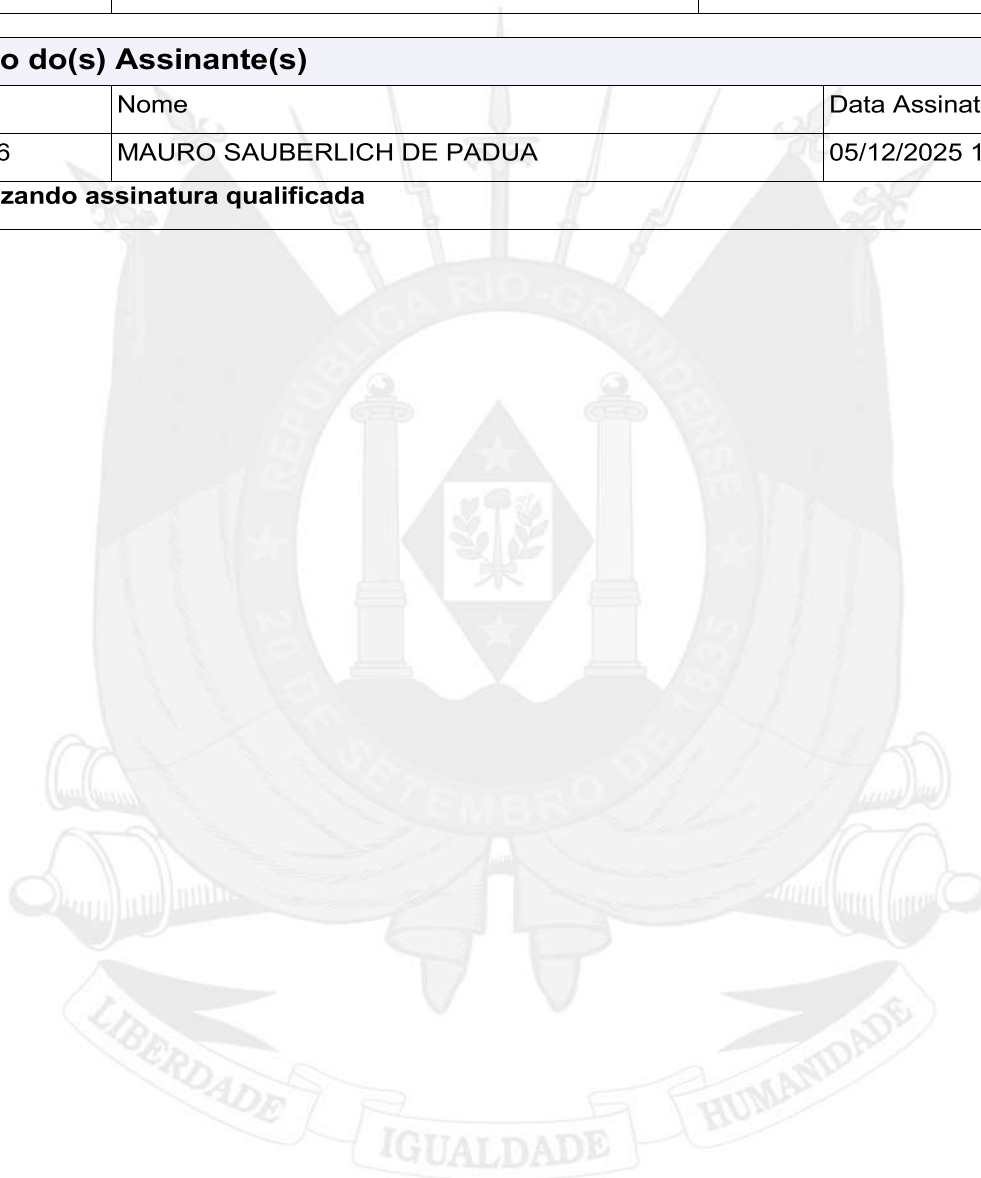 o do(s) Assinante(s)
Nome Data Assinat
6 MAURO SAUBERLICH DE PADUA 05/12/2025 1
zando assinatura qualificada
REPUBLICA RIO-GRANDENSE
20 DE SETEMBRO DE 1835
LIBERDADE IGUALDADE HUMANIDADE